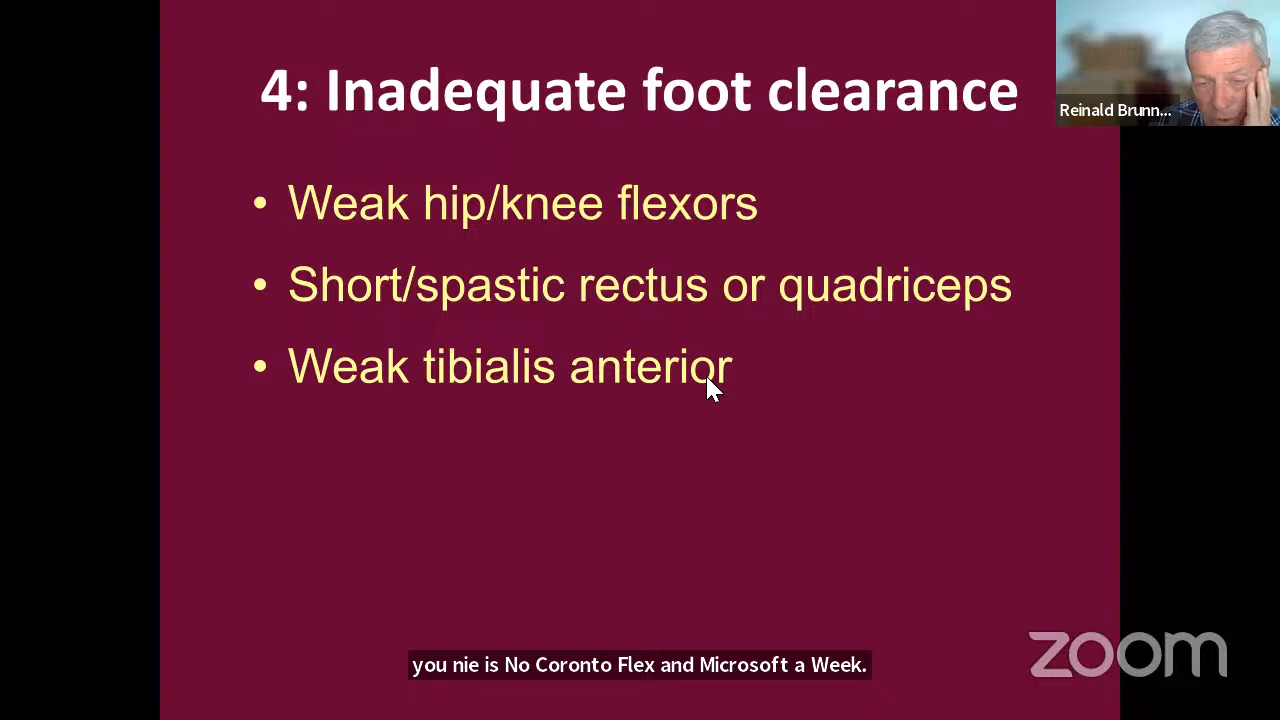 4: Inadequate foot clearance
Reinald Brunn...
• Weak hip/knee flexors
• Short/spastic rectus or quadriceps
• Weak tibialis anterior
you nie is No Coronto Flex and Microsoft a Week.
zoom